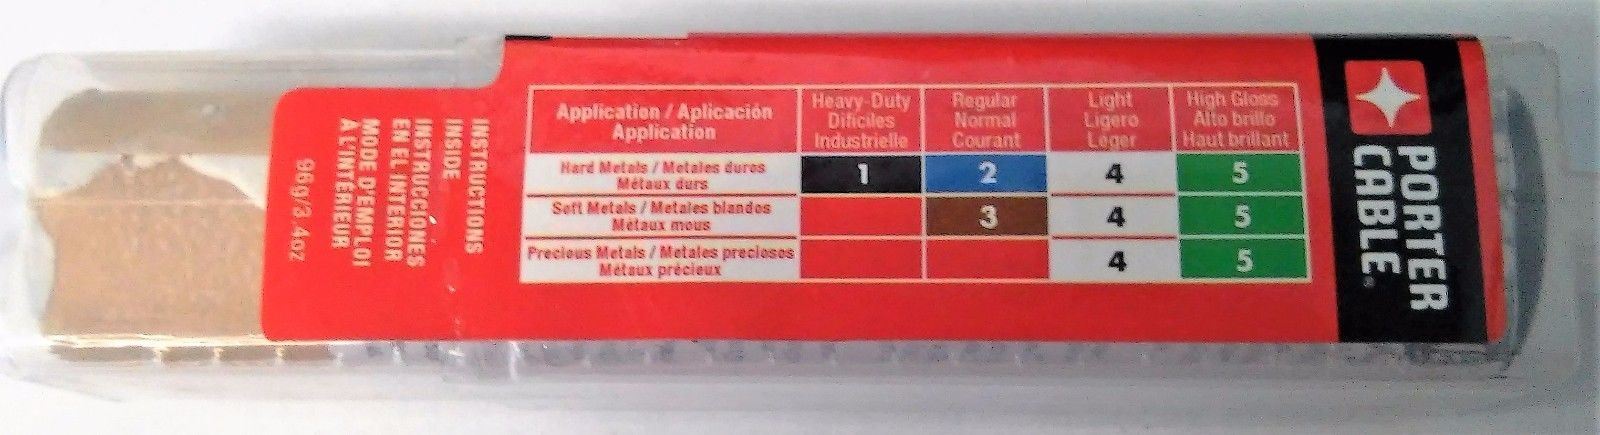 INSTRUCTIONS
INSIDE
INSTRUCCIONES
EN EL INTERIOR
MODE D'EMPLOI
À L'INTÉRIEUR
96g/3.4oz
Application / Aplicación
Application
Heavy-Duty
Dificiles
Industrielle
Regular
Normal
Courant
Light
Ligero
Léger
High Gloss
Alto brillo
Haut brillant
Hard Metals / Metales duros
Métaux durs
1
2
4
5
Soft Metals / Metales blandos
Métaux mous
3
4
5
Precious Metals / Metales preciosos
Métaux précieux
4
5
PORTER
CABLE®